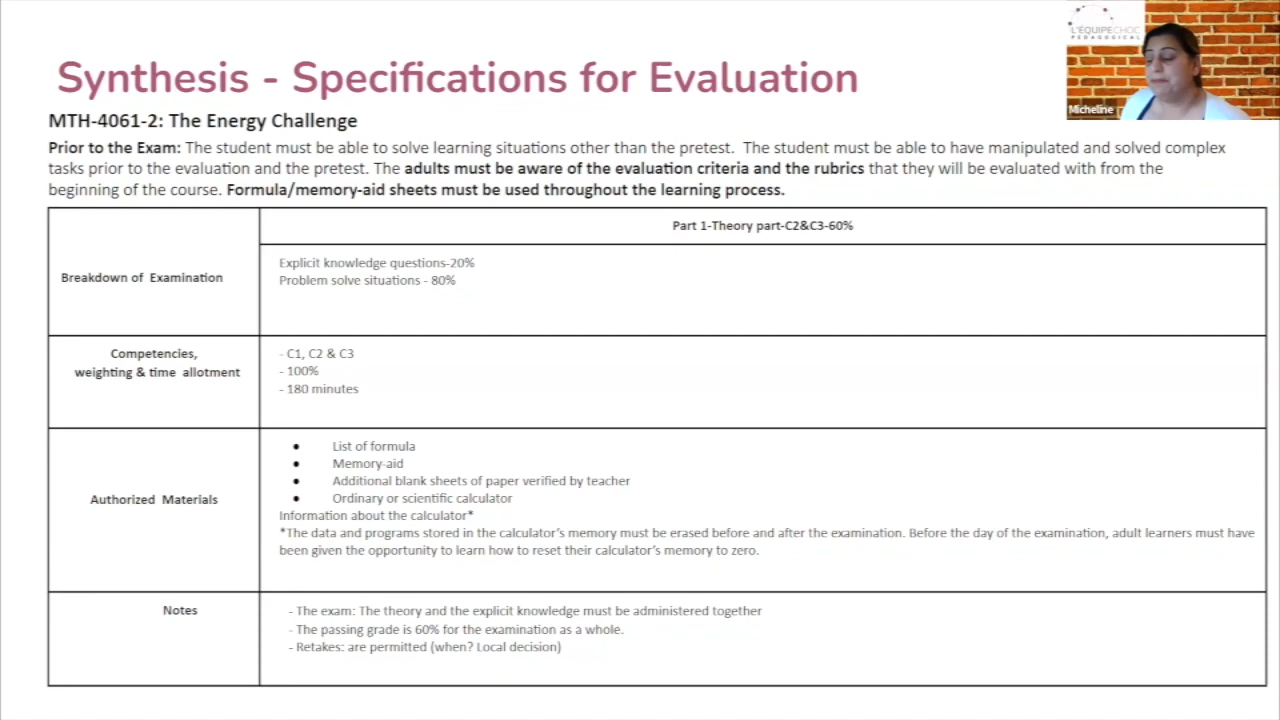 L'ÉQUIPECHOC
PEDAGOGICAL
Micheline
Synthesis - Specifications for Evaluation
MTH-4061-2: The Energy Challenge
Prior to the Exam: The student must be able to solve learning situations other than the pretest. The student must be able to have manipulated and solved complex
tasks prior to the evaluation and the pretest. The adults must be aware of the evaluation criteria and the rubrics that they will be evaluated with from the
beginning of the course. Formula/memory-aid sheets must be used throughout the learning process.
Part 1-Theory part-C2&C3-60%
Breakdown of Examination
Explicit knowledge questions-20%
Problem solve situations - 80%
Competencies,
weighting & time allotment
- C1, C2 & C3
- 100%
- 180 minutes
Authorized Materials
● List of formula
● Memory-aid
● Additional blank sheets of paper verified by teacher
● Ordinary or scientific calculator
Information about the calculator*
*The data and programs stored in the calculator's memory must be erased before and after the examination. Before the day of the examination, adult learners must have
been given the opportunity to learn how to reset their calculator's memory to zero.
Notes
- The exam: The theory and the explicit knowledge must be administered together
- The passing grade is 60% for the examination as a whole.
- Retakes: are permitted (when? Local decision)